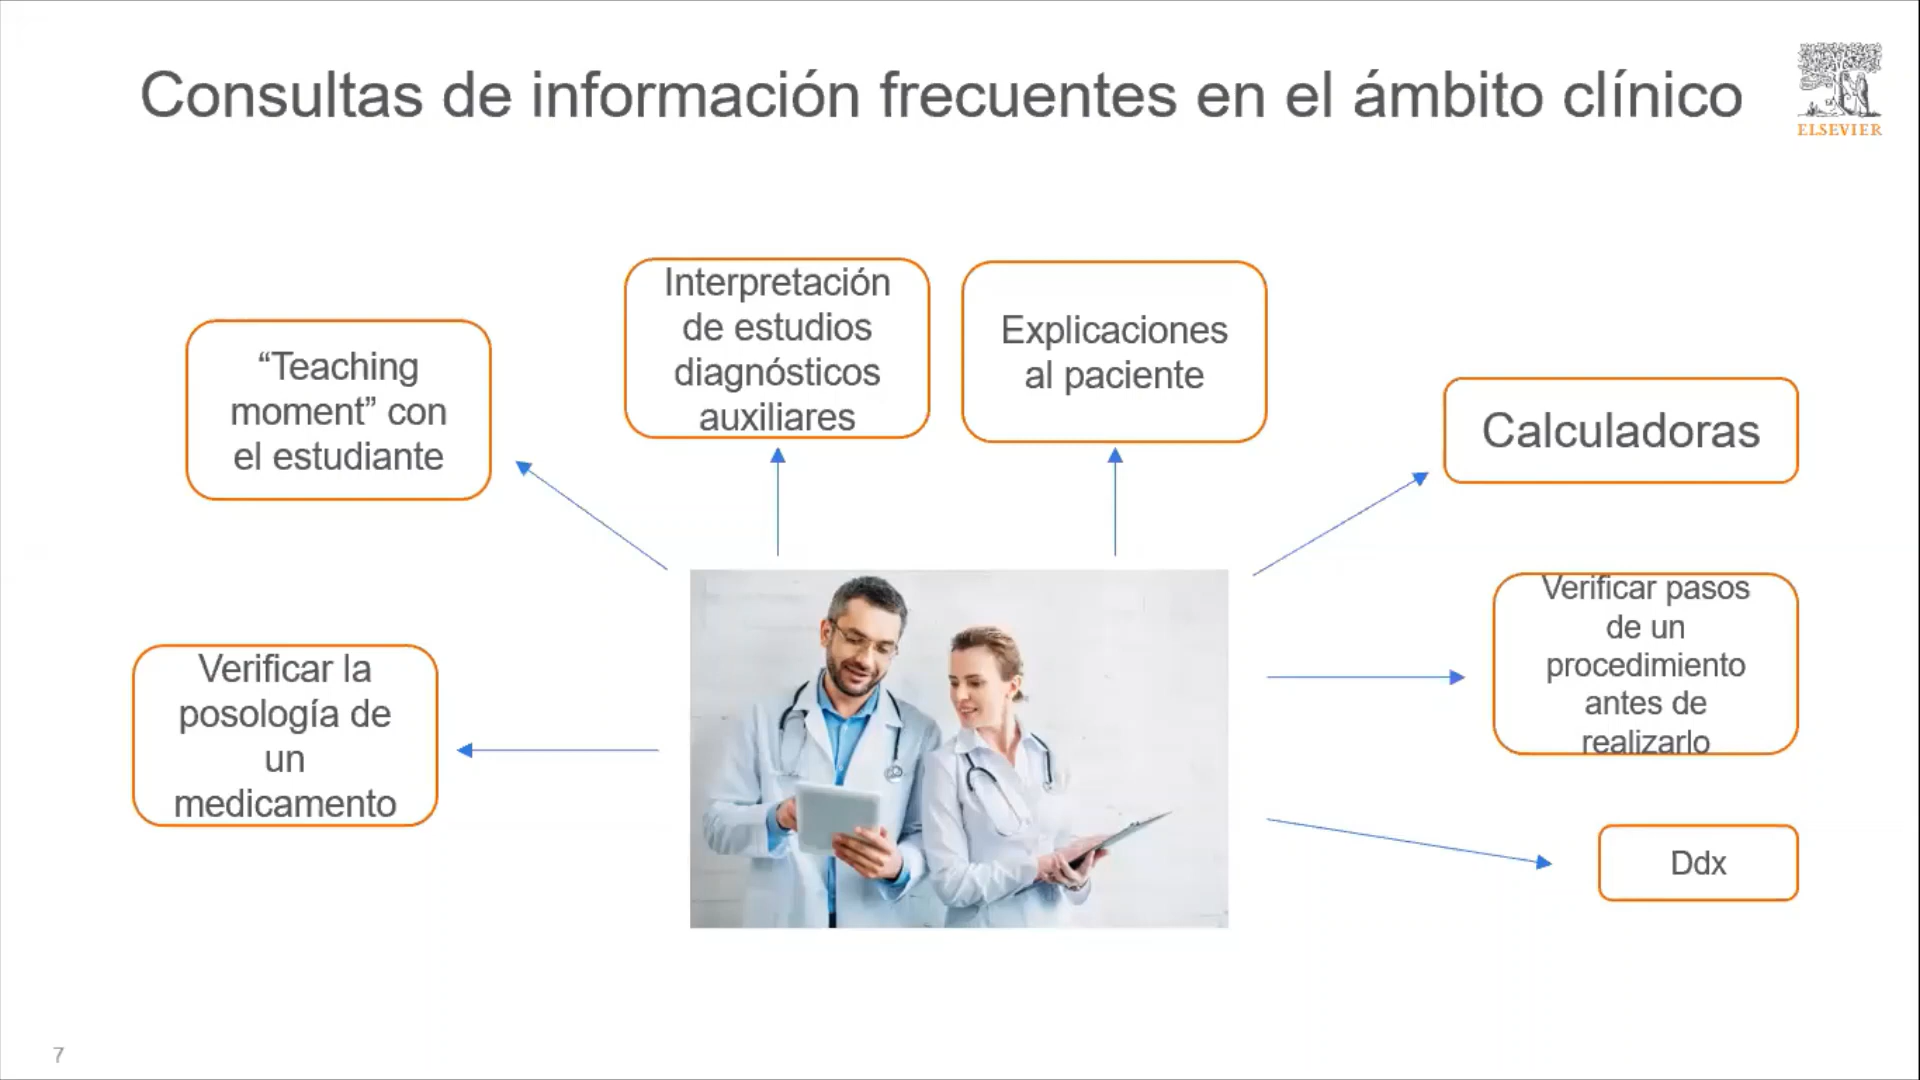 Consultas de información frecuentes en el ámbito clínico
ELSEVIER
“Teaching
moment” con
el estudiante
Interpretación
de estudios
diagnósticos
auxiliares
Explicaciones
al paciente
Calculadoras
Verificar la
posología de
un
medicamento
Verificar pasos
de un
procedimiento
antes de
realizarlo
Ddx
7